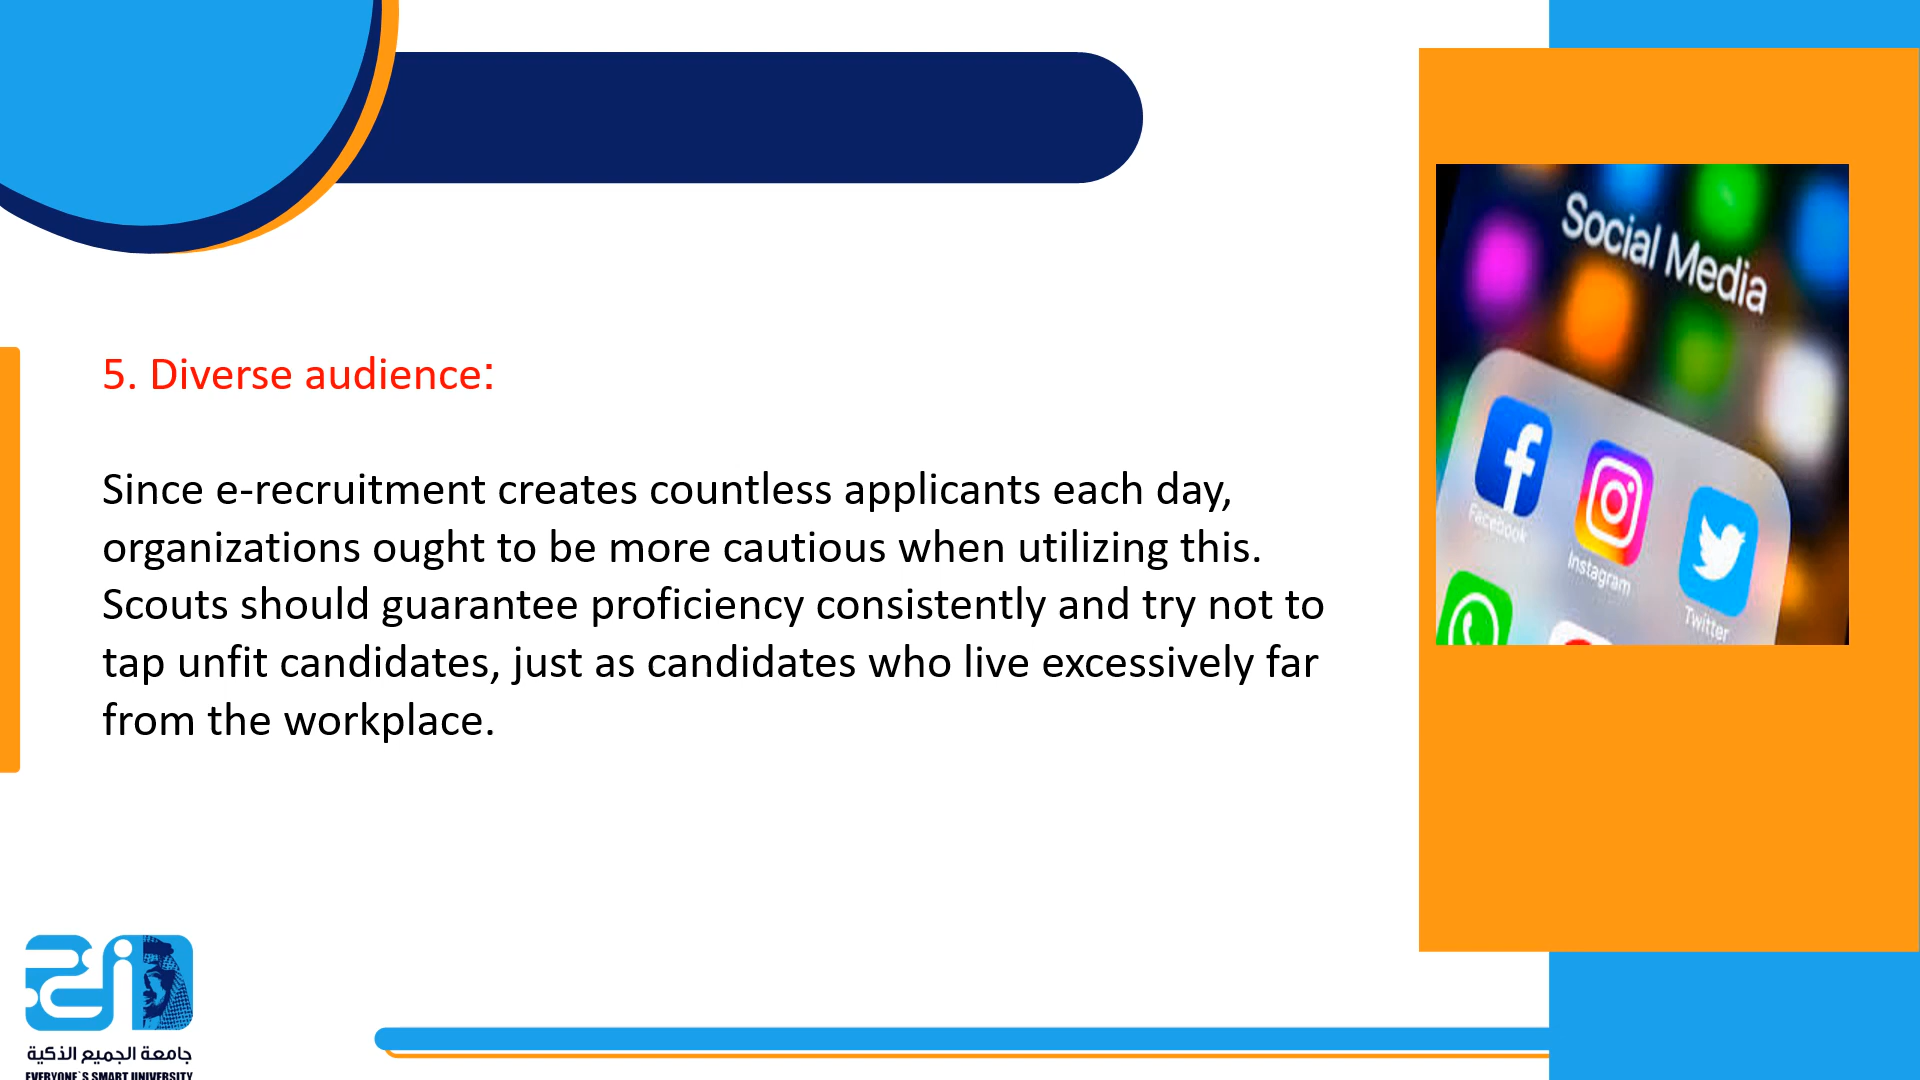 5. Diverse audience:
Since e-recruitment creates countless applicants each day,
organizations ought to be more cautious when utilizing this.
Scouts should guarantee proficiency consistently and try not to
tap unfit candidates, just as candidates who live excessively far
from the workplace.
Social Media
Facebook
Instagram
Twitter
جامعة الجميع الذكية
EVERYONE`S SMART UNIVERSITY